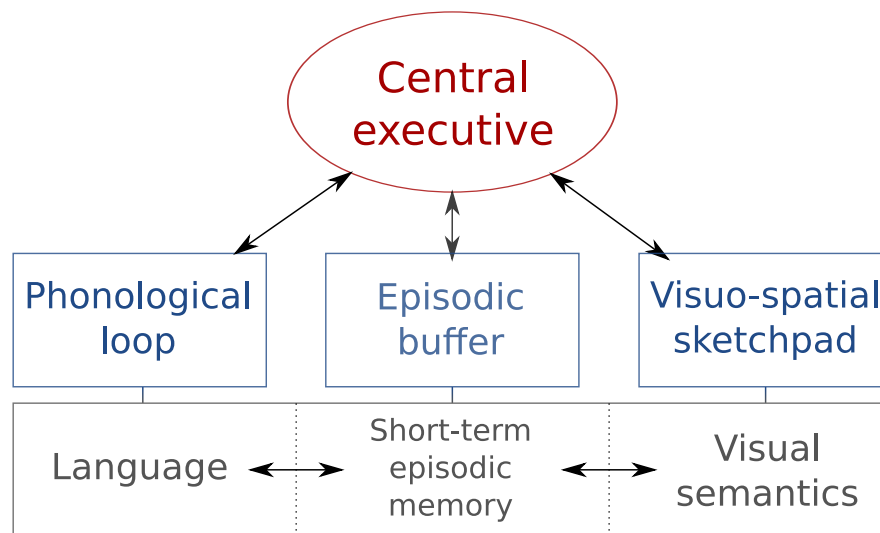 Central
executive
Phonological
loop
Episodic
buffer
Visuo-spatial
sketchpad
Language
Short-term
episodic
memory
Visual
semantics